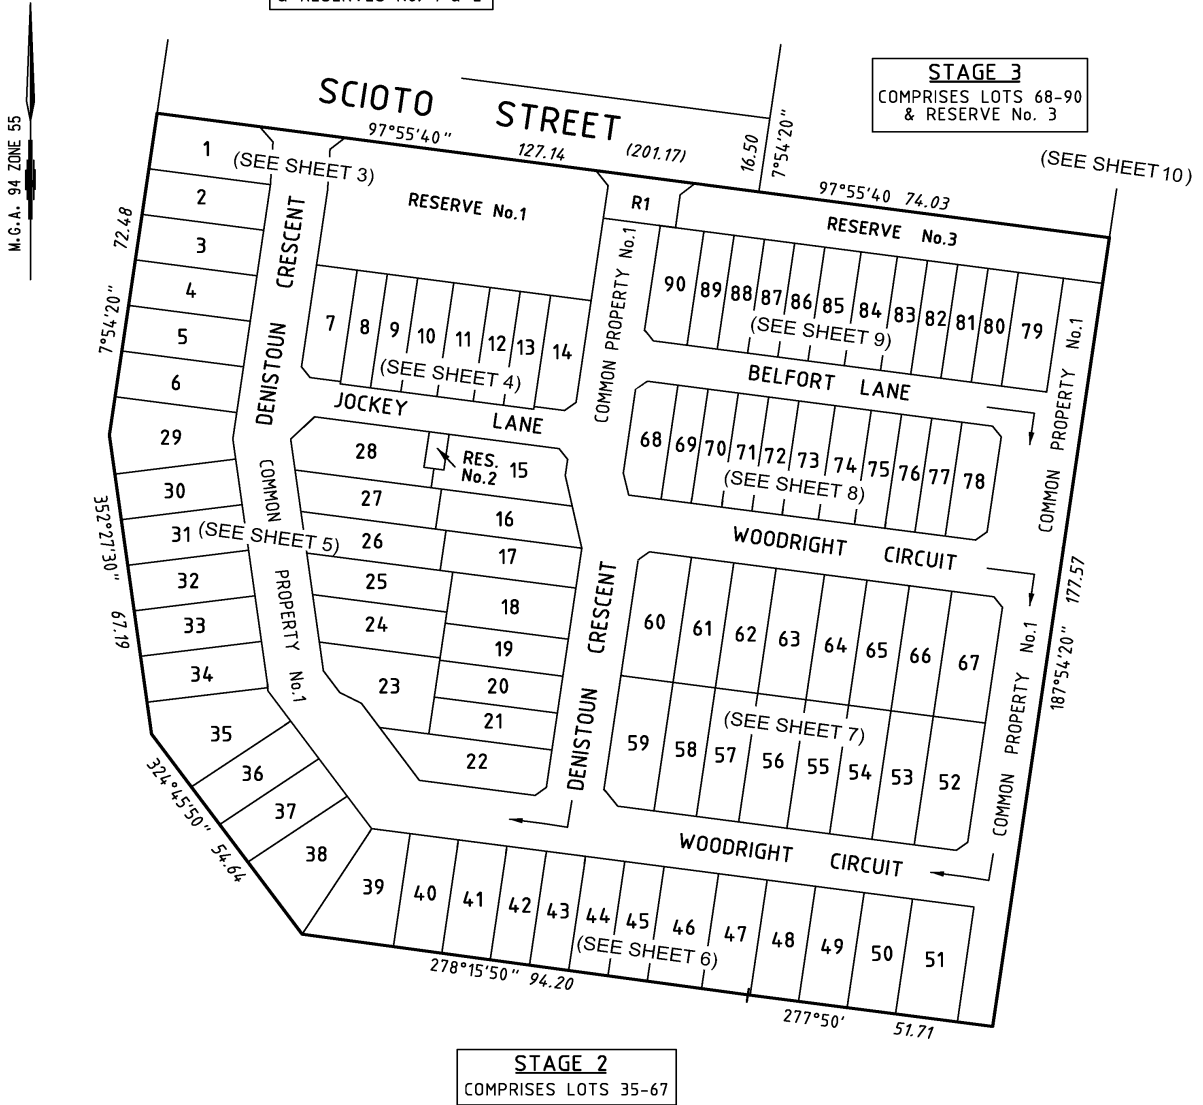 & RESERVES No. 1 & 2
M.G.A. 94 ZONE 55
STAGE 3
COMPRISES LOTS 68-90
& RESERVE No. 3
SCIOTO STREET
97°55'40"
127.14
(201.17)
16.50
7°54'20"
(SEE SHEET 10)
97°55'40 74.03
1
(SEE SHEET 3)
2
3
4
5
6
72.48
7°54'20"
RESERVE No.1
R1
RESERVE No.3
DENISTOUN CRESCENT
COMMON PROPERTY No.1
90 89 88 87 86 85 84 83 82 81 80 79
(SEE SHEET 9)
COMMON PROPERTY No.1
7 8 9 10 11 12 13 14
(SEE SHEET 4)
BELFORT LANE
JOCKEY LANE
29
30
31
(SEE SHEET 5)
32
33
34
352°27'30"
67.19
COMMON PROPERTY No.1
28
RES.
No.2
15
27
16
26
17
25
18
24
19
23
20
21
22
68 69 70 71 72 73 74 75 76 77 78
(SEE SHEET 8)
WOODRIGHT CIRCUIT
177.57
187°54'20"
60 61 62 63 64 65 66 67
(SEE SHEET 7)
59 58 57 56 55 54 53 52
DENISTOUN CRESCENT
COMMON PROPERTY No.1
35
36
37
38
324°45'50"
54.64
WOODRIGHT CIRCUIT
39 40 41 42 43 44 45 46 47 48 49 50 51
(SEE SHEET 6)
278°15'50" 94.20
277°50'
51.71
STAGE 2
COMPRISES LOTS 35-67